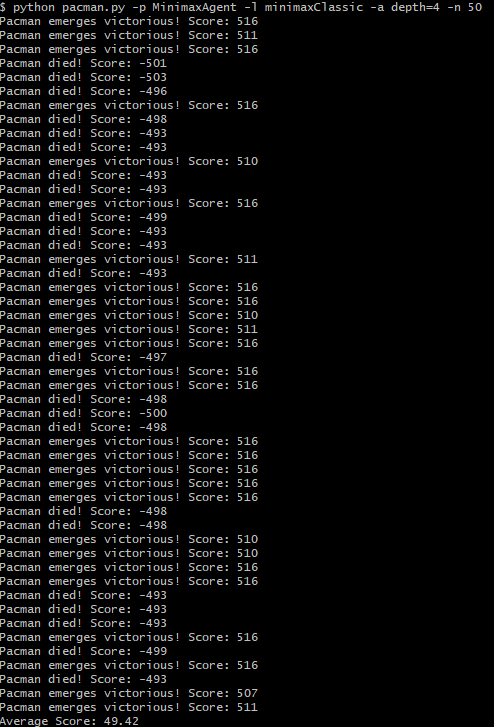 $ python pacman.py -p MinimaxAgent -l minimaxClassic -a depth=4 -n 50
Pacman emerges victorious! Score: 516
Pacman emerges victorious! Score: 511
Pacman emerges victorious! Score: 516
Pacman died! Score: -501
Pacman died! Score: -503
Pacman died! Score: -496
Pacman emerges victorious! Score: 516
Pacman died! Score: -498
Pacman died! Score: -493
Pacman died! Score: -493
Pacman emerges victorious! Score: 510
Pacman died! Score: -493
Pacman died! Score: -493
Pacman emerges victorious! Score: 516
Pacman died! Score: -499
Pacman died! Score: -493
Pacman died! Score: -493
Pacman emerges victorious! Score: 511
Pacman died! Score: -493
Pacman emerges victorious! Score: 516
Pacman emerges victorious! Score: 516
Pacman emerges victorious! Score: 510
Pacman emerges victorious! Score: 511
Pacman emerges victorious! Score: 516
Pacman died! Score: -497
Pacman emerges victorious! Score: 516
Pacman emerges victorious! Score: 516
Pacman died! Score: -498
Pacman died! Score: -500
Pacman died! Score: -498
Pacman emerges victorious! Score: 516
Pacman emerges victorious! Score: 516
Pacman emerges victorious! Score: 516
Pacman emerges victorious! Score: 516
Pacman emerges victorious! Score: 516
Pacman died! Score: -498
Pacman died! Score: -498
Pacman emerges victorious! Score: 510
Pacman emerges victorious! Score: 510
Pacman emerges victorious! Score: 516
Pacman emerges victorious! Score: 516
Pacman died! Score: -493
Pacman died! Score: -493
Pacman died! Score: -493
Pacman emerges victorious! Score: 516
Pacman died! Score: -499
Pacman emerges victorious! Score: 516
Pacman died! Score: -493
Pacman emerges victorious! Score: 507
Pacman emerges victorious! Score: 511
Average Score: 49.42